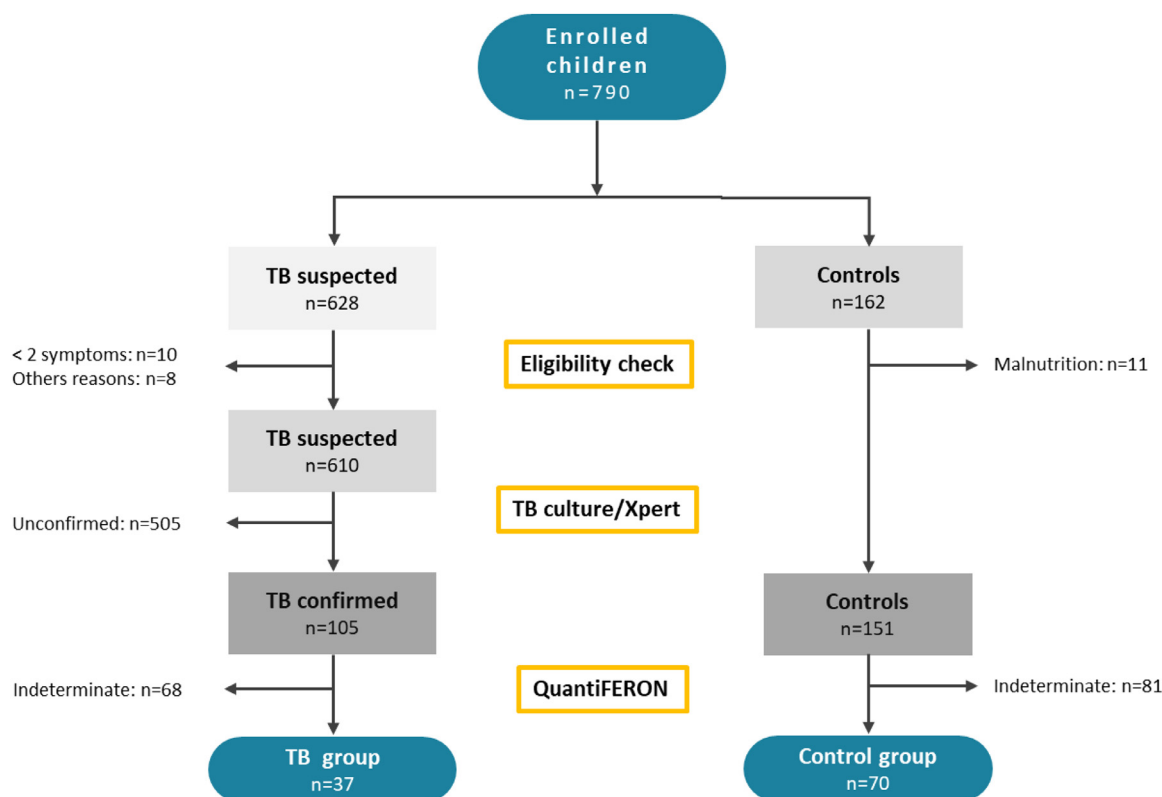 Enrolled
children
n=790
TB suspected
n=628
Controls
n=162
< 2 symptoms: n=10
Others reasons: n=8
Eligibility check
Malnutrition: n=11
TB suspected
n=610
Unconfirmed: n=505
TB culture/Xpert
TB confirmed
n=105
Controls
n=151
Indeterminate: n=68
QuantiFERON
Indeterminate: n=81
TB group
n=37
Control group
n=70